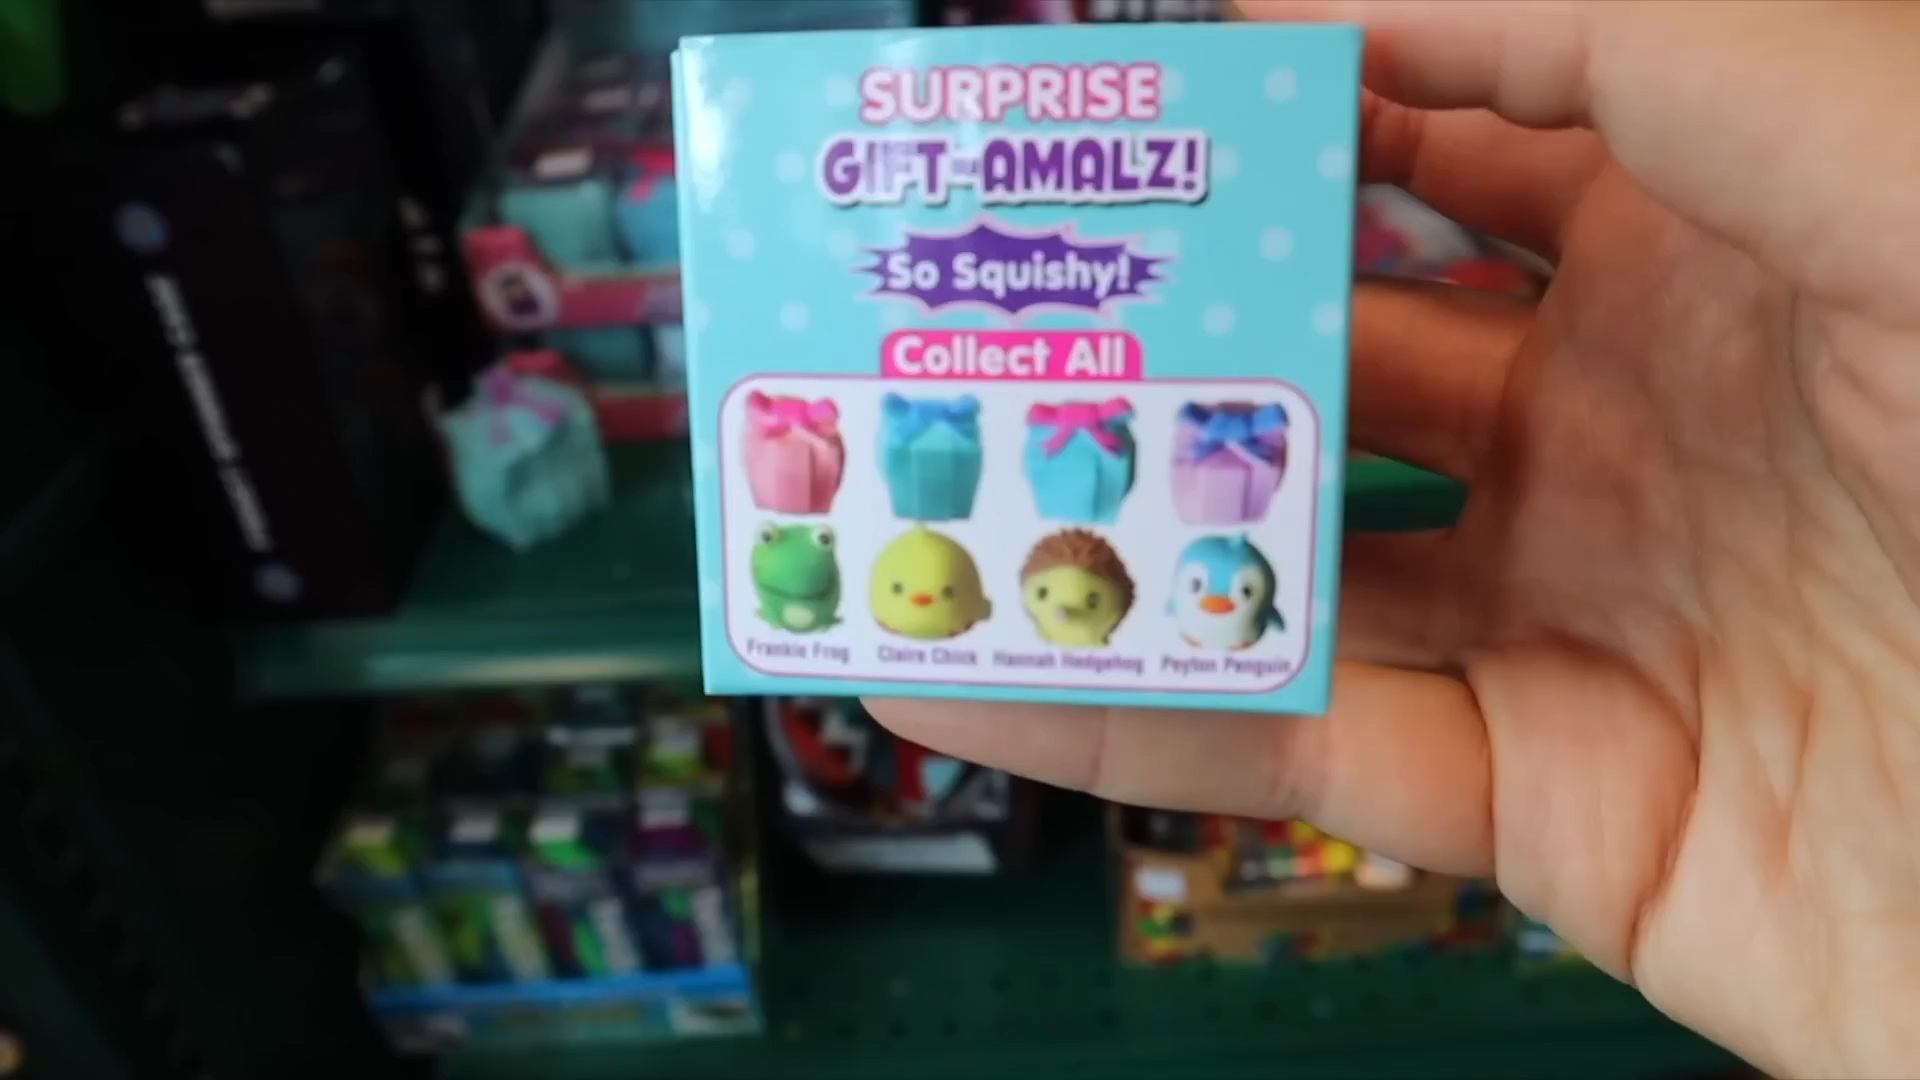 SURPRISE
GIFT-AMALZ!
So Squishy!
Collect All
Frankie Frog Claire Chick Hannah Hedgehog Peyton Penguin